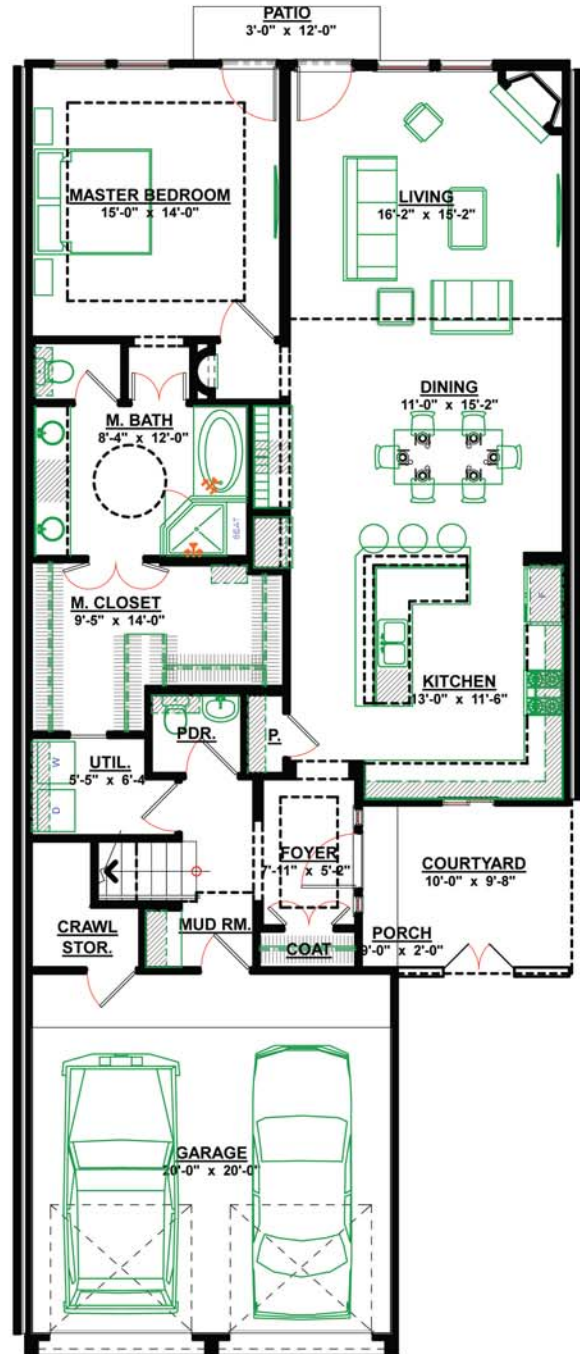 PATIO
3'-0" x 12'-0"
MASTER BEDROOM
15'-0" x 14'-0"
LIVING
16'-2" x 15'-2"
DINING
11'-0" x 15'-2"
M. BATH
8'-4" x 12'-0"
SEAT
F
M. CLOSET
9'-5" x 14'-0"
KITCHEN
13'-0" x 11'-6"
PDR.
P.
W
UTIL.
5'-5" x 6'-4
D
FOYER
7'-11" x 5'-2"
COURTYARD
10'-0" x 9'-8"
CRAWL
STOR.
MUD RM.
COAT
PORCH
9'-0" x 2'-0"
GARAGE
20'-0" x 20'-0